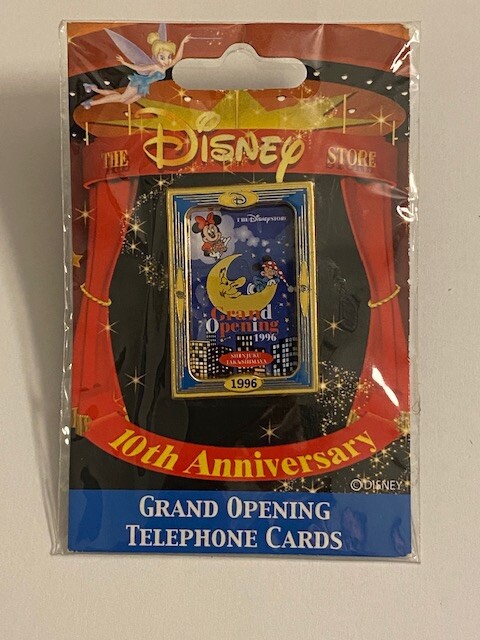 THE Disney STORE
THE Disney STORE
Grand
Opening
1996
SHINJUKU
TAKASHIMAYA
1996
10th Anniversary
©DISNEY
GRAND OPENING
TELEPHONE CARDS